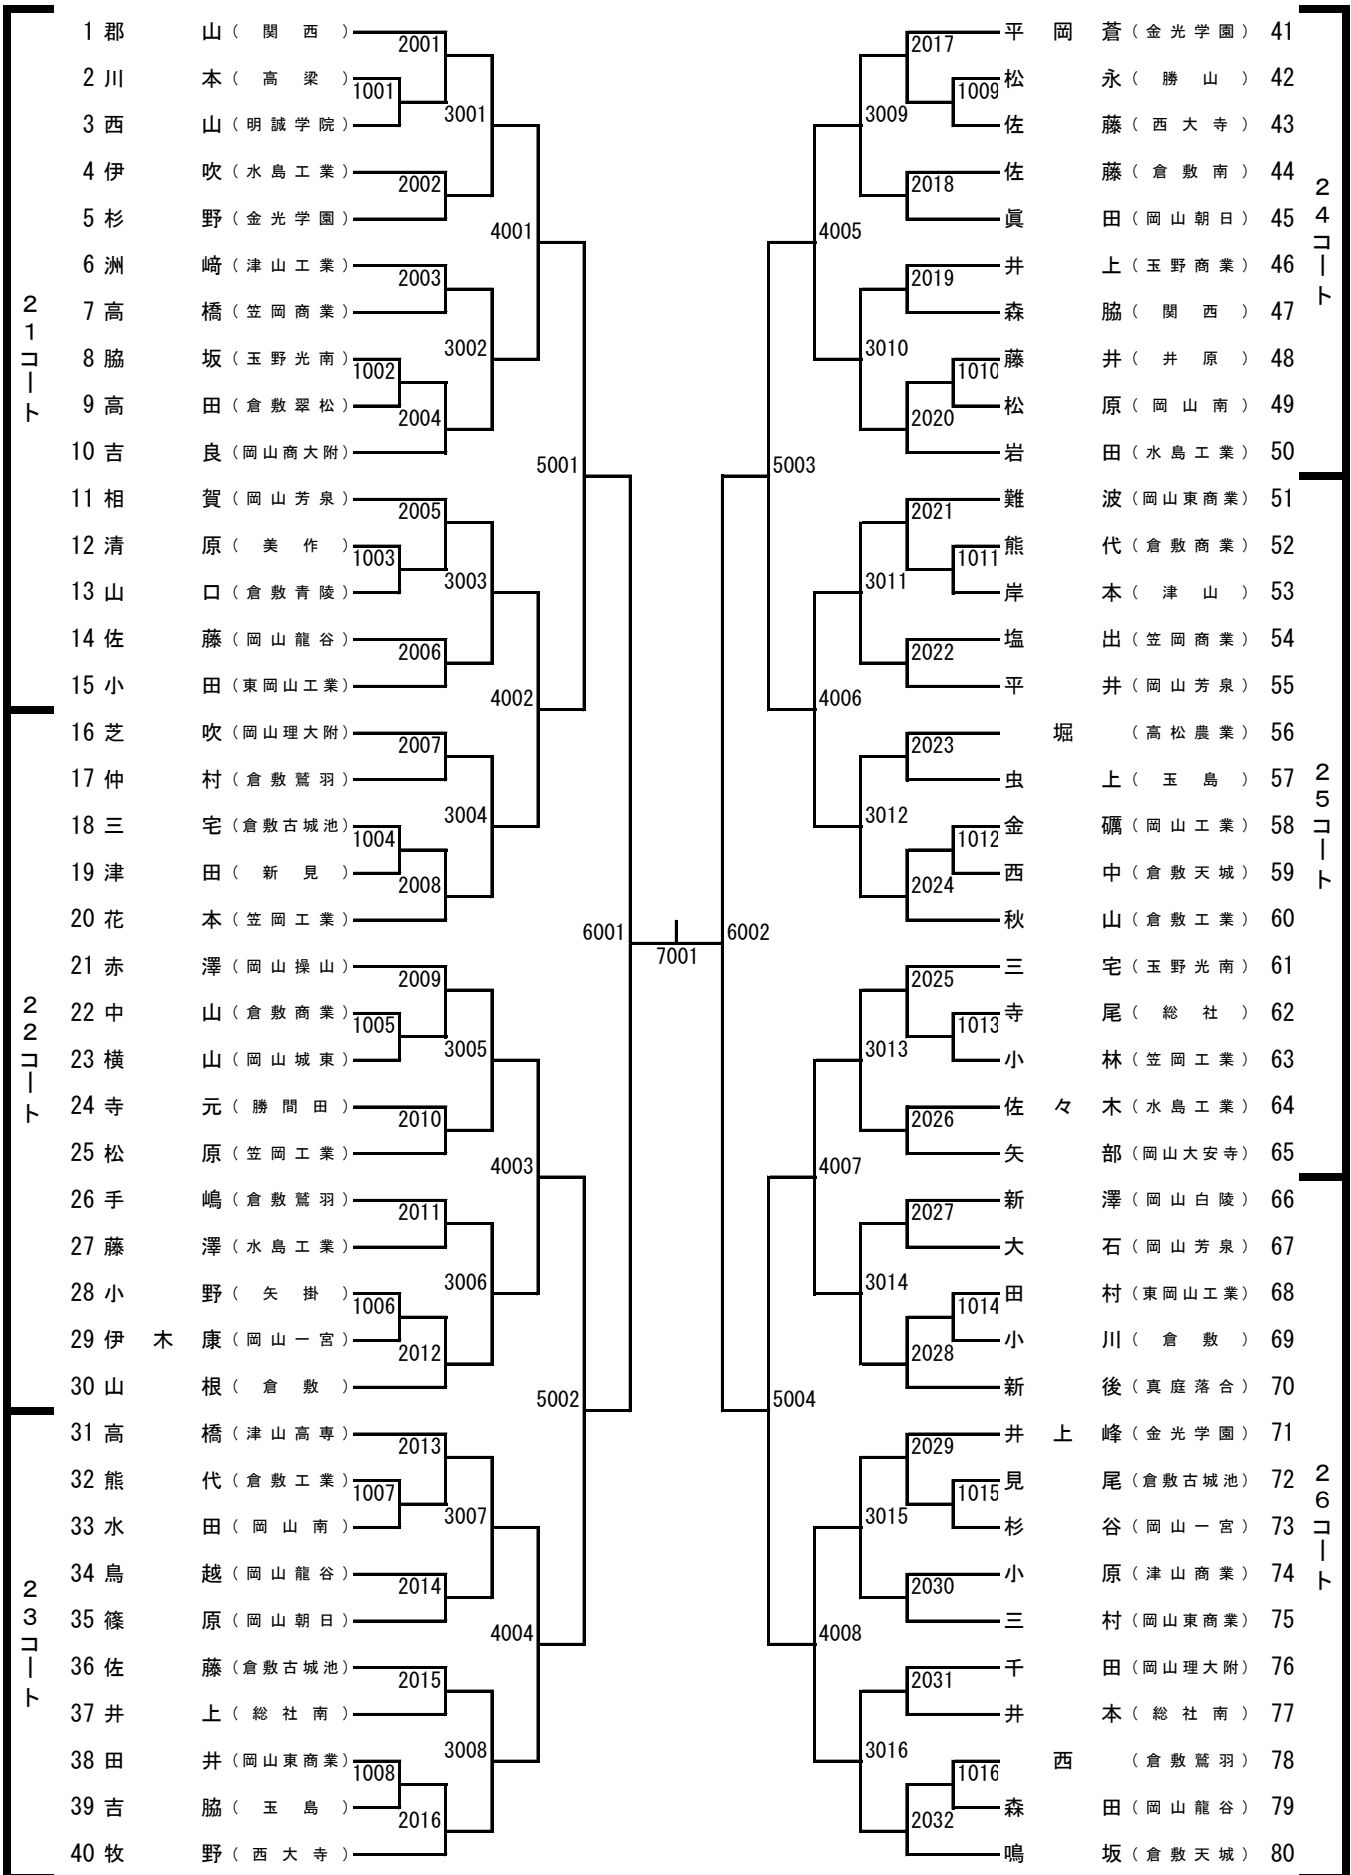 21コート
1 郡山（関西）
2 川本（高梁）
3 西山（明誠学院）
4 伊吹（水島工業）
5 杉野（金光学園）
6 洲﨑（津山工業）
7 高橋（笠岡商業）
8 脇坂（玉野光南）
9 高田（倉敷翠松）
10 吉良（岡山商大附）
11 相賀（岡山芳泉）
12 清原（美作）
13 山口（倉敷青陵）
14 佐藤（岡山龍谷）
15 小田（東岡山工業）
22コート
16 芝吹（岡山理大附）
17 仲村（倉敷鷲羽）
18 三宅（倉敷古城池）
19 津田（新見）
20 花本（笠岡工業）
21 赤澤（岡山操山）
22 中山（倉敷商業）
23 横山（岡山城東）
24 寺元（勝間田）
25 松原（笠岡工業）
26 手嶋（倉敷鷲羽）
27 藤澤（水島工業）
28 小野（矢掛）
29 伊木康（岡山一宮）
30 山根（倉敷）
23コート
31 高橋（津山高専）
32 熊代（倉敷工業）
33 水田（岡山南）
34 鳥越（岡山龍谷）
35 篠原（岡山朝日）
36 佐藤（倉敷古城池）
37 井上（総社南）
38 田井（岡山東商業）
39 吉脇（玉島）
40 牧野（西大寺）
1001
1002
1003
1004
1005
1006
1007
1008
2001
2002
2003
2004
2005
2006
2007
2008
2009
2010
2011
2012
2013
2014
2015
2016
3001
3002
3003
3004
3005
3006
3007
3008
4001
4002
4003
4004
5001
5002
6001
7001
6002
5003
5004
4005
4006
4007
4008
3009
3010
3011
3012
3013
3014
3015
3016
2017
2018
2019
2020
2021
2022
2023
2024
2025
2026
2027
2028
2029
2030
2031
2032
1009
1010
1011
1012
1013
1014
1015
1016
24コート
平岡蒼（金光学園）41
松永（勝山）42
佐藤（西大寺）43
佐藤（倉敷南）44
眞田（岡山朝日）45
井上（玉野商業）46
森脇（関西）47
藤井（井原）48
松原（岡山南）49
岩田（水島工業）50
25コート
難波（岡山東商業）51
熊代（倉敷商業）52
岸本（津山）53
塩出（笠岡商業）54
平井（岡山芳泉）55
堀（高松農業）56
虫上（玉島）57
金礪（岡山工業）58
西中（倉敷天城）59
秋山（倉敷工業）60
三宅（玉野光南）61
寺尾（総社）62
小林（笠岡工業）63
佐々木（水島工業）64
矢部（岡山大安寺）65
26コート
新澤（岡山白陵）66
大石（岡山芳泉）67
田村（東岡山工業）68
小川（倉敷）69
新後（真庭落合）70
井上峰（金光学園）71
見尾（倉敷古城池）72
杉谷（岡山一宮）73
小原（津山商業）74
三村（岡山東商業）75
千田（岡山理大附）76
井本（総社南）77
西（倉敷鷲羽）78
森田（岡山龍谷）79
鳴坂（倉敷天城）80